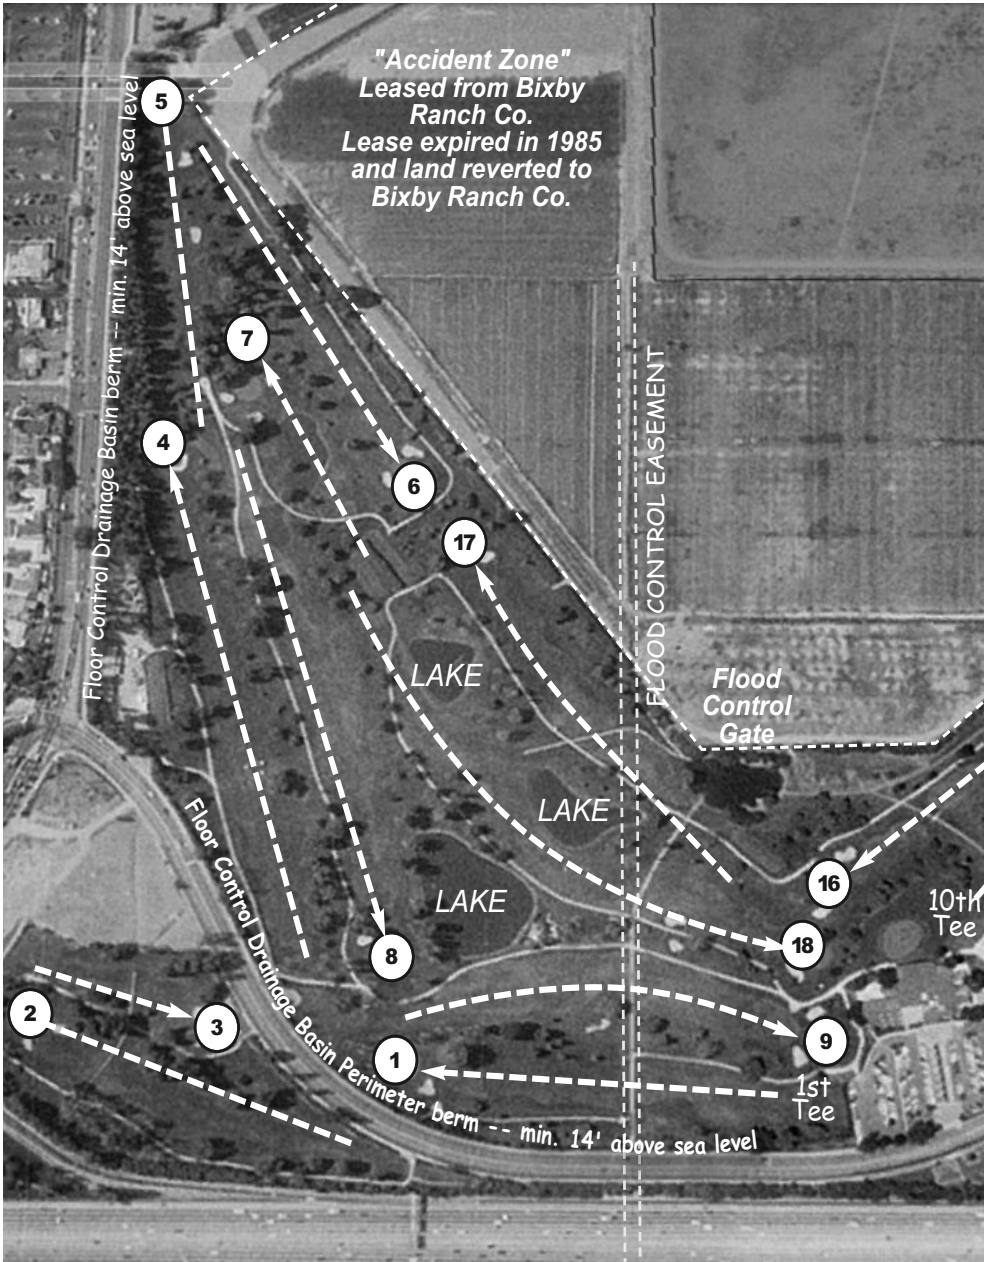 "Accident Zone"
Leased from Bixby
Ranch Co.
Lease expired in 1985
and land reverted to
Bixby Ranch Co.
5
Floor Control Drainage Basin berm -- min. 14' above sea level
7
4
6
17
FLOOD CONTROL EASEMENT
LAKE
Flood
Control
Gate
LAKE
16
LAKE
10th
Tee
18
8
2
3
9
1
1st
Tee
Floor Control Drainage Basin Perimeter berm -- min. 14' above sea level